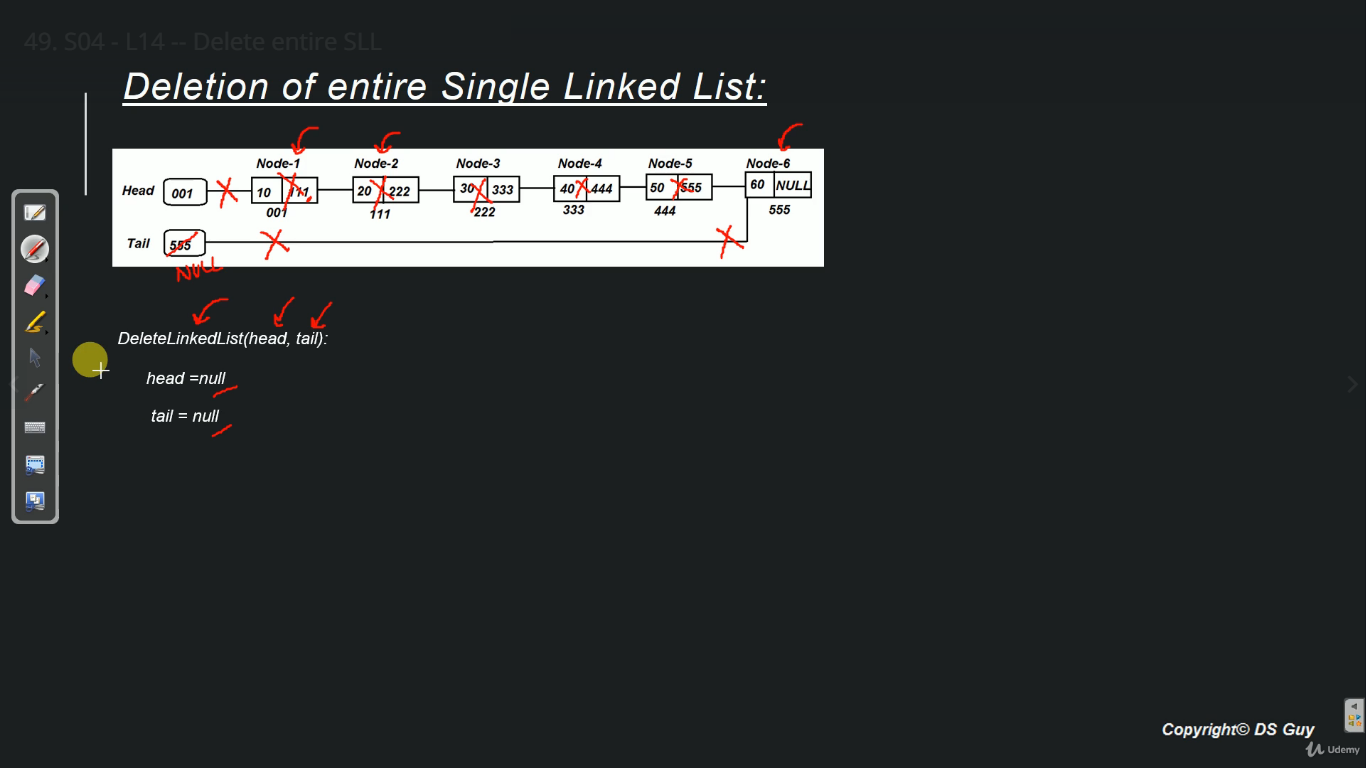 49. S04 - L14 -- Delete entire SLL
Deletion of entire Single Linked List:
Node-1 Node-2 Node-3 Node-4 Node-5 Node-6
Head 001 10 111 20 222 30 333 40 444 50 555 60 NULL
001 111 222 333 444 555
Tail 555
NULL
DeleteLinkedList(head, tail):
head =null
tail = null
Copyright© DS Guy
Udemy